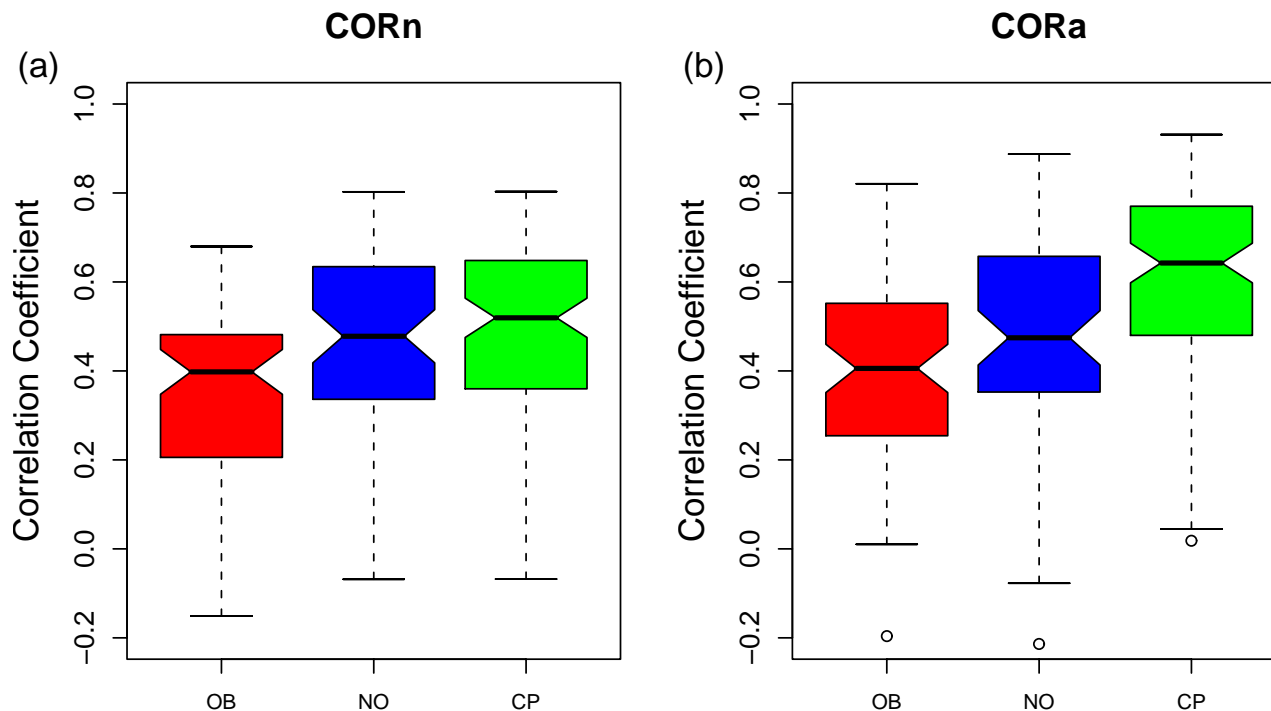 CORn
(a)
Correlation Coefficient
1.0
0.8
0.6
0.4
0.2
0.0
−0.2
OB NO CP
CORa
(b)
Correlation Coefficient
1.0
0.8
0.6
0.4
0.2
0.0
−0.2
OB NO CP